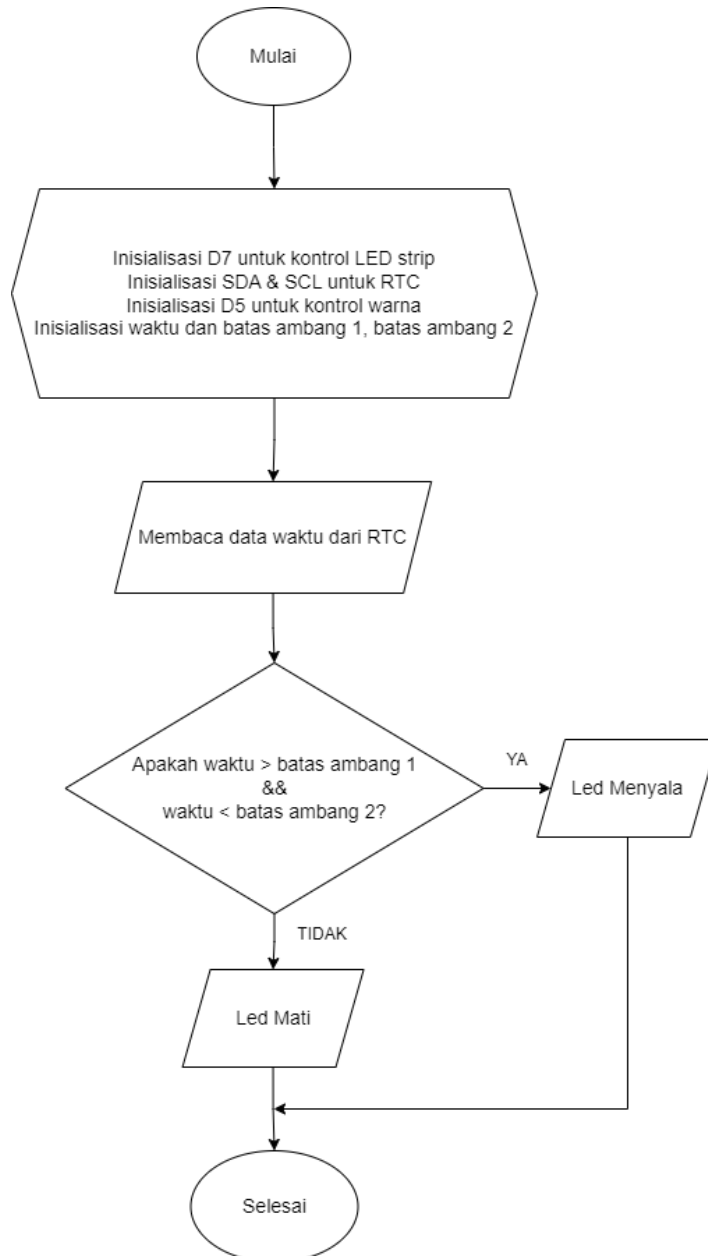 Mulai
Inisialisasi D7 untuk kontrol LED strip
Inisialisasi SDA & SCL untuk RTC
Inisialisasi D5 untuk kontrol warna
Inisialisasi waktu dan batas ambang 1, batas ambang 2
Membaca data waktu dari RTC
Apakah waktu > batas ambang 1
&&
waktu < batas ambang 2?
YA
Led Menyala
TIDAK
Led Mati
Selesai